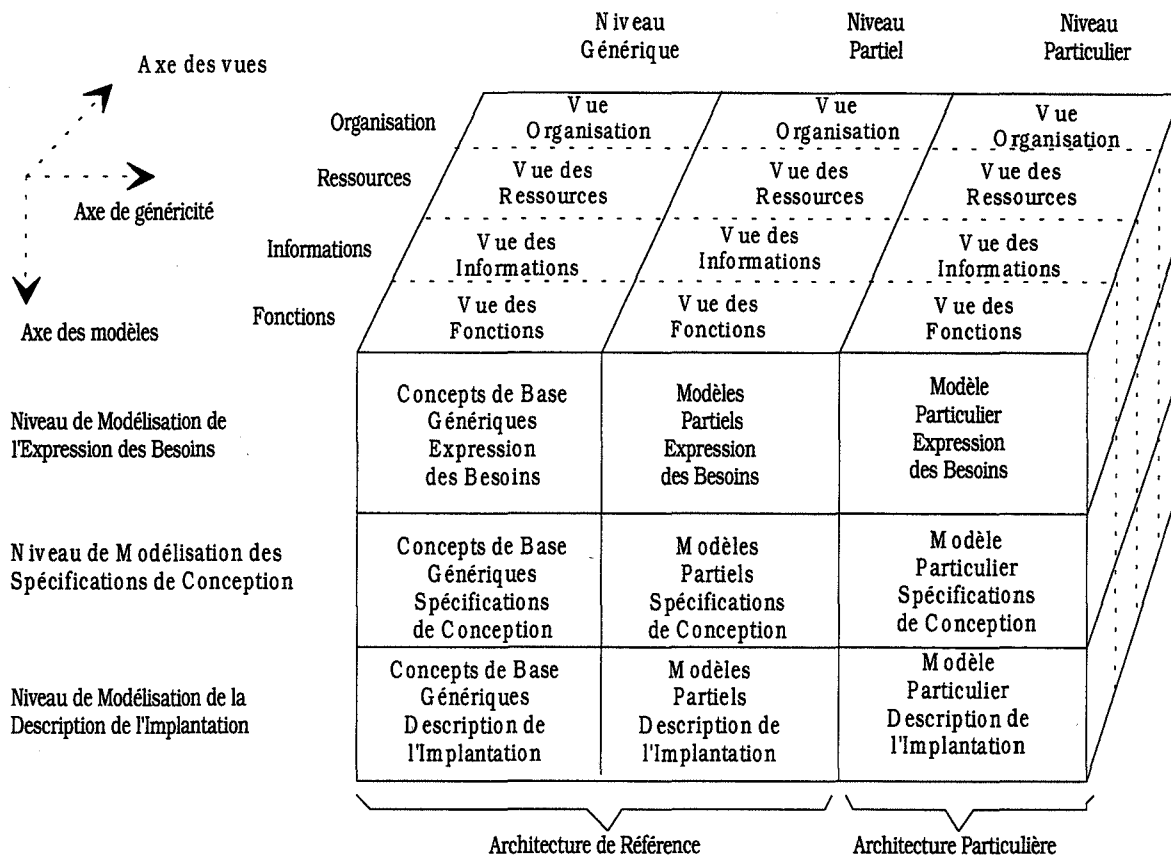 Niveau
Générique
Niveau
Partiel
Niveau
Particulier
Axe des vues
Axe de généricité
Axe des modèles
Organisation
Vue
Organisation
Vue
Organisation
Vue
Organisation
Ressources
Vue des
Ressources
Vue des
Ressources
Vue des
Ressources
Informations
Vue des
Informations
Vue des
Informations
Vue des
Informations
Fonctions
Vue des
Fonctions
Vue des
Fonctions
Vue des
Fonctions
Niveau de Modélisation de
l'Expression des Besoins
Concepts de Base
Génériques
Expression
des Besoins
Modèles
Partiels
Expression
des Besoins
Modèle
Particulier
Expression
des Besoins
Niveau de Modélisation des
Spécifications de Conception
Concepts de Base
Génériques
Spécifications
de Conception
Modèles
Partiels
Spécifications
de Conception
Modèle
Particulier
Spécifications
de Conception
Niveau de Modélisation de la
Description de l'Implantation
Concepts de Base
Génériques
Description de
l'Implantation
Modèles
Partiels
Description de
l'Implantation
Modèle
Particulier
Description de
l'Implantation
Architecture de Référence
Architecture Particulière